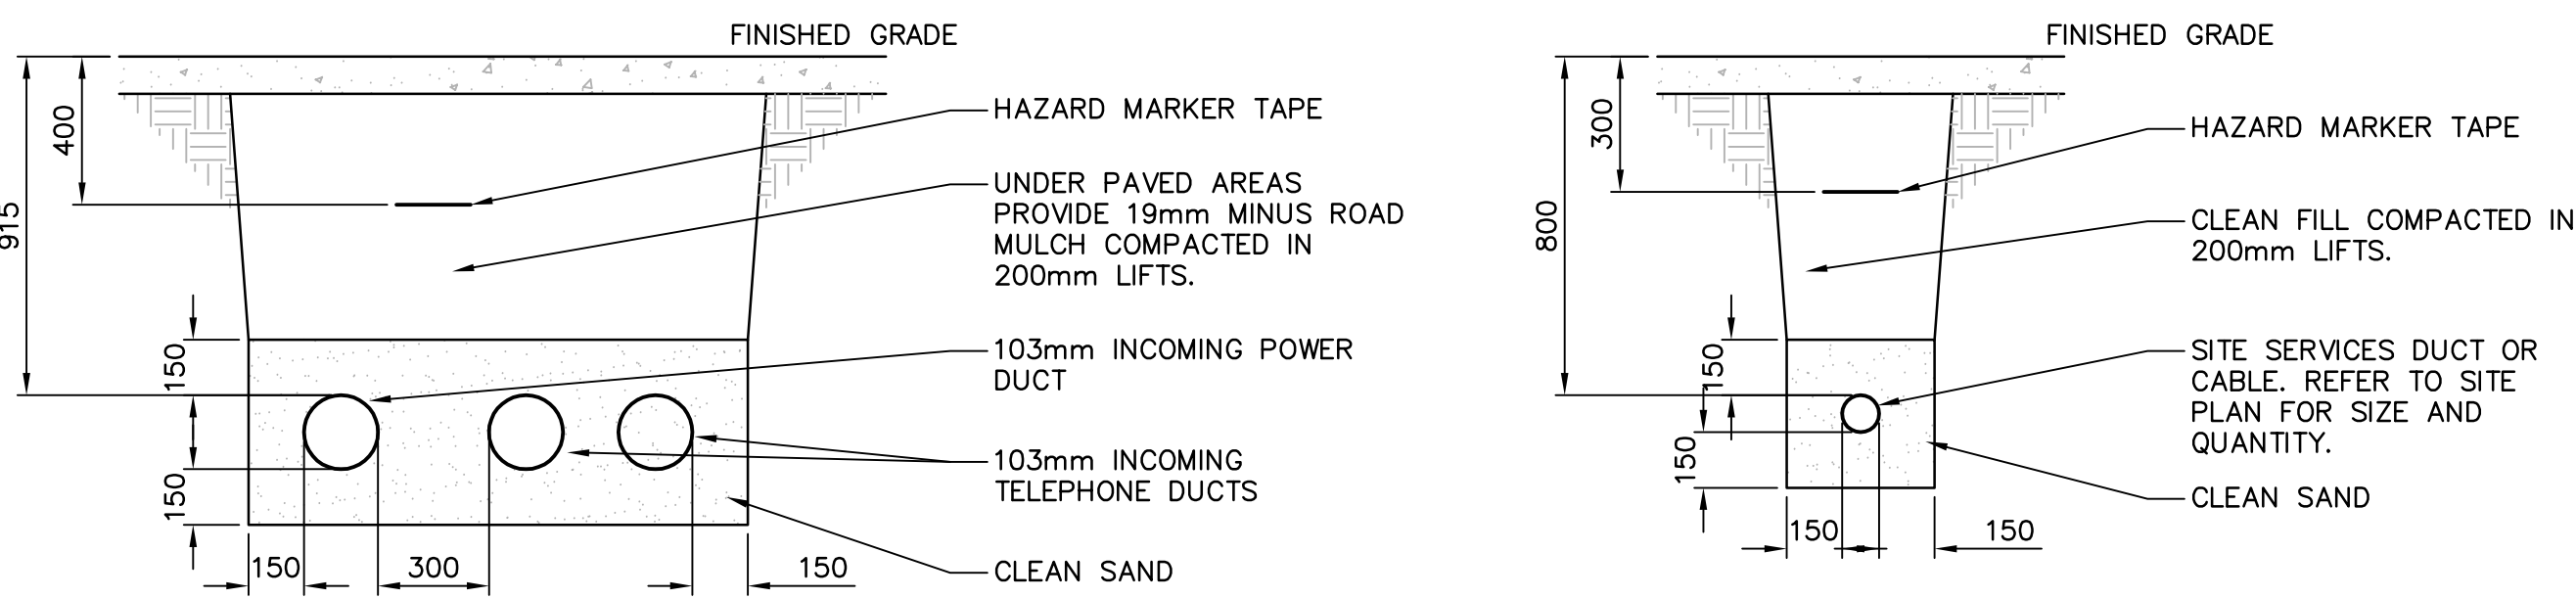 FINISHED GRADE
400
915
HAZARD MARKER TAPE
UNDER PAVED AREAS
PROVIDE 19mm MINUS ROAD
MULCH COMPACTED IN
200mm LIFTS.
150
103mm INCOMING POWER
DUCT
150
103mm INCOMING
TELEPHONE DUCTS
150
300
150
CLEAN SAND
FINISHED GRADE
300
800
HAZARD MARKER TAPE
CLEAN FILL COMPACTED IN
200mm LIFTS.
150
SITE SERVICES DUCT OR
CABLE. REFER TO SITE
PLAN FOR SIZE AND
QUANTITY.
150
CLEAN SAND
150
150